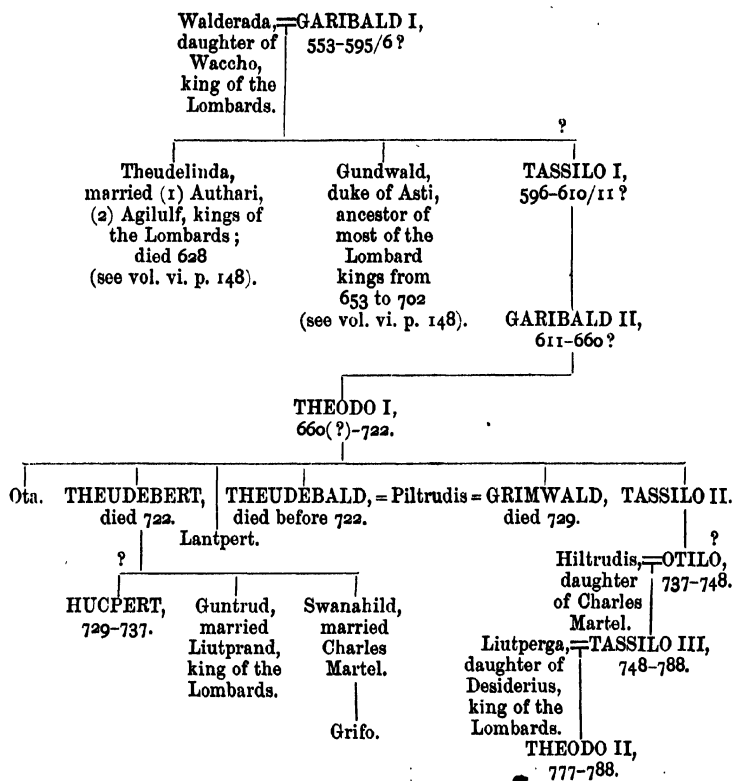 Walderada,=GARIBALD I,
daughter of 553-595/6?
Waccho,
king of the
Lombards.
?
Theudelinda,
married (1) Authari,
(2) Agilulf, kings of
the Lombards;
died 628
(see vol. vi. p. 148).
Gundwald,
duke of Asti,
ancestor of
most of the
Lombard
kings from
653 to 702
(see vol. vi. p. 148).
TASSILO I,
596-610/11?
GARIBALD II,
611-660?
THEODO I,
660(?)-722.
Ota.
THEUDEBERT,
died 722.
Lantpert.
THEUDEBALD, = Piltrudis = GRIMWALD,
died before 722.
died 729.
TASSILO II.
?
?
HUCPERT,
729-737.
Guntrud,
married
Liutprand,
king of the
Lombards.
Swanahild,
married
Charles
Martel.
Grifo.
Hiltrudis,=OTILO,
daughter 737-748.
of Charles
Martel.
Liutperga,=TASSILO III,
daughter of 748-788.
Desiderius,
king of the
Lombards.
THEODO II,
777-788.